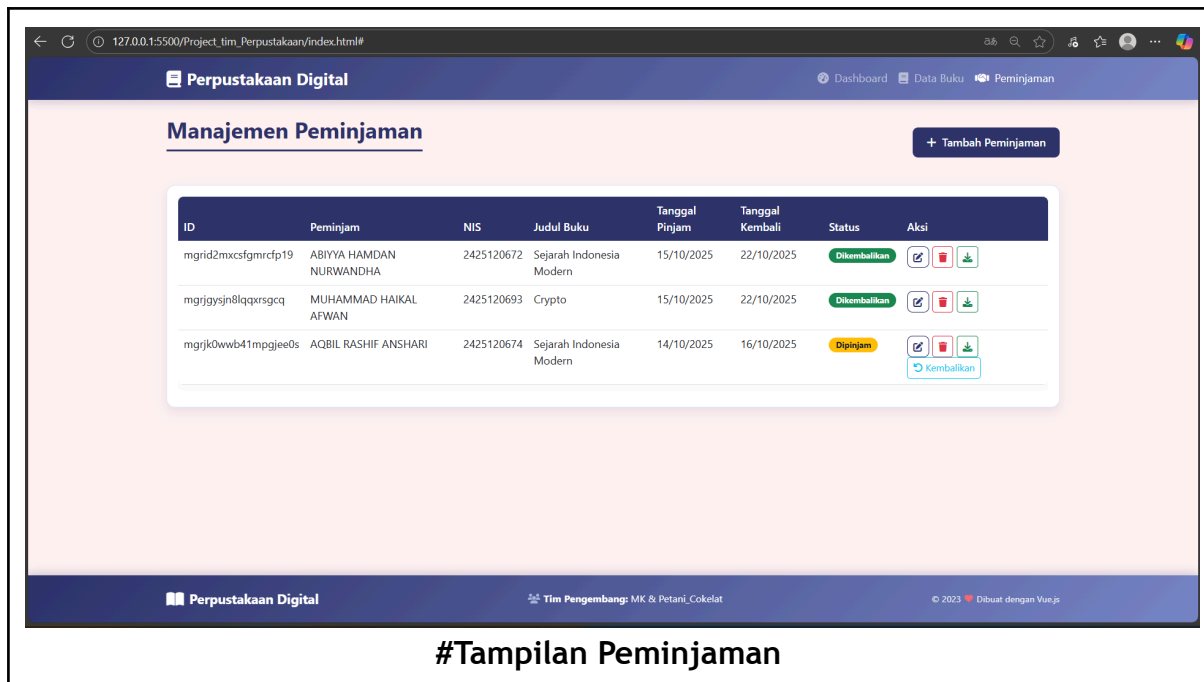 127.0.0.1:5500/Project_tim_Perpustakaan/index.html#
Perpustakaan Digital
Dashboard Data Buku Peminjaman
Manajemen Peminjaman
+ Tambah Peminjaman
ID Peminjam NIS Judul Buku Tanggal Pinjam Tanggal Kembali Status Aksi
mgrid2mxcsfgmrcfp19 ABIYYA HAMDAN NURWANDHA 2425120672 Sejarah Indonesia Modern 15/10/2025 22/10/2025 Dikembalikan
mgrjgysjn8lqqxrsgcq MUHAMMAD HAIKAL AFWAN 2425120693 Crypto 15/10/2025 22/10/2025 Dikembalikan
mgrjk0wwb41mpgjee0s AQBIL RASHIF ANSHARI 2425120674 Sejarah Indonesia Modern 14/10/2025 16/10/2025 Dipinjam
Kembalikan
Perpustakaan Digital
Tim Pengembang: MK & Petani_Cokelat
© 2023 Dibuat dengan Vue.js
#Tampilan Peminjaman